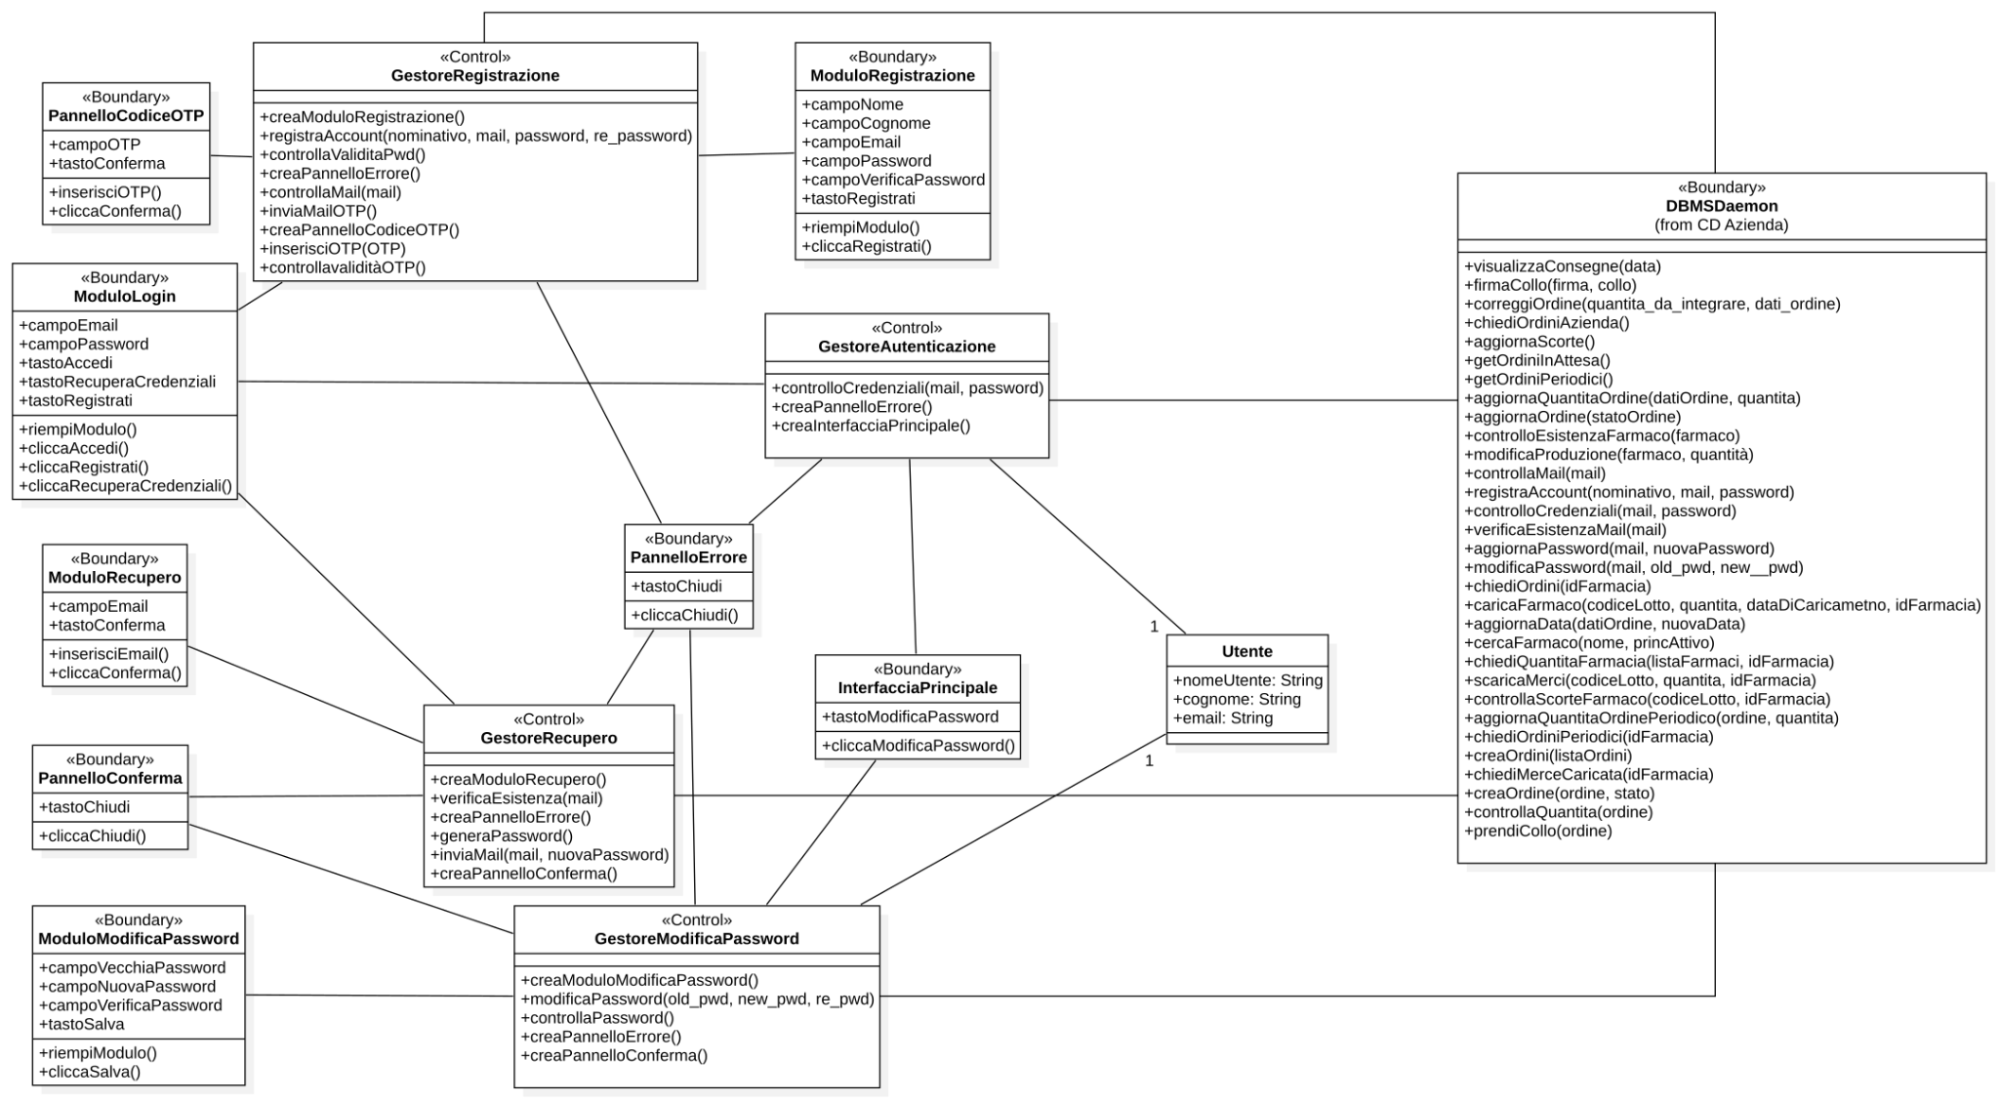 «Control»
GestoreRegistrazione
+creaModuloRegistrazione()
+registraAccount(nominativo, mail, password, re_password)
+controllaValiditaPwd()
+creaPannelloErrore()
+controllaMail(mail)
+inviaMailOTP()
+creaPannelloCodiceOTP()
+inserisciOTP(OTP)
+controllavaliditàOTP()
«Boundary»
ModuloRegistrazione
+campoNome
+campoCognome
+campoEmail
+campoPassword
+campoVerificaPassword
+tastoRegistrati
+riempiModulo()
+cliccaRegistrati()
«Boundary»
PannelloCodiceOTP
+campoOTP
+tastoConferma
+inserisciOTP()
+cliccaConferma()
«Boundary»
DBMSDaemon
(from CD Azienda)
+visualizzaConsegne(data)
+firmaCollo(firma, collo)
+correggiOrdine(quantita_da_integrare, dati_ordine)
+chiediOrdiniAzienda()
+aggiornaScorte()
+getOrdiniInAttesa()
+getOrdiniPeriodici()
+aggiornaQuantitaOrdine(datiOrdine, quantita)
+aggiornaOrdine(statoOrdine)
+controlloEsistenzaFarmaco(farmaco)
+modificaProduzione(farmaco, quantità)
+controllaMail(mail)
+registraAccount(nominativo, mail, password)
+controlloCredenziali(mail, password)
+verificaEsistenzaMail(mail)
+aggiornaPassword(mail, nuovaPassword)
+modificaPassword(mail, old_pwd, new__pwd)
+chiediOrdini(idFarmacia)
+caricaFarmaco(codiceLotto, quantita, dataDiCaricametno, idFarmacia)
+aggiornaData(datiOrdine, nuovaData)
+cercaFarmaco(nome, princAttivo)
+chiediQuantitaFarmacia(listaFarmaci, idFarmacia)
+scaricaMerci(codiceLotto, quantita, idFarmacia)
+controllaScorteFarmaco(codiceLotto, idFarmacia)
+aggiornaQuantitaOrdinePeriodico(ordine, quantita)
+chiediOrdiniPeriodici(idFarmacia)
+creaOrdini(listaOrdini)
+chiediMerceCaricata(idFarmacia)
+creaOrdine(ordine, stato)
+controllaQuantita(ordine)
+prendiCollo(ordine)
«Boundary»
ModuloLogin
+campoEmail
+campoPassword
+tastoAccedi
+tastoRecuperaCredenziali
+tastoRegistrati
+riempiModulo()
+cliccaAccedi()
+cliccaRegistrati()
+cliccaRecuperaCredenziali()
«Control»
GestoreAutenticazione
+controlloCredenziali(mail, password)
+creaPannelloErrore()
+creaInterfacciaPrincipale()
«Boundary»
PannelloErrore
+tastoChiudi
+cliccaChiudi()
«Boundary»
ModuloRecupero
+campoEmail
+tastoConferma
+inserisciEmail()
+cliccaConferma()
1
Utente
+nomeUtente: String
+cognome: String
+email: String
1
«Boundary»
InterfacciaPrincipale
+tastoModificaPassword
+cliccaModificaPassword()
«Control»
GestoreRecupero
+creaModuloRecupero()
+verificaEsistenza(mail)
+creaPannelloErrore()
+generaPassword()
+inviaMail(mail, nuovaPassword)
+creaPannelloConferma()
«Boundary»
PannelloConferma
+tastoChiudi
+cliccaChiudi()
«Boundary»
ModuloModificaPassword
+campoVecchiaPassword
+campoNuovaPassword
+campoVerificaPassword
+tastoSalva
+riempiModulo()
+cliccaSalva()
«Control»
GestoreModificaPassword
+creaModuloModificaPassword()
+modificaPassword(old_pwd, new_pwd, re_pwd)
+controllaPassword()
+creaPannelloErrore()
+creaPannelloConferma()